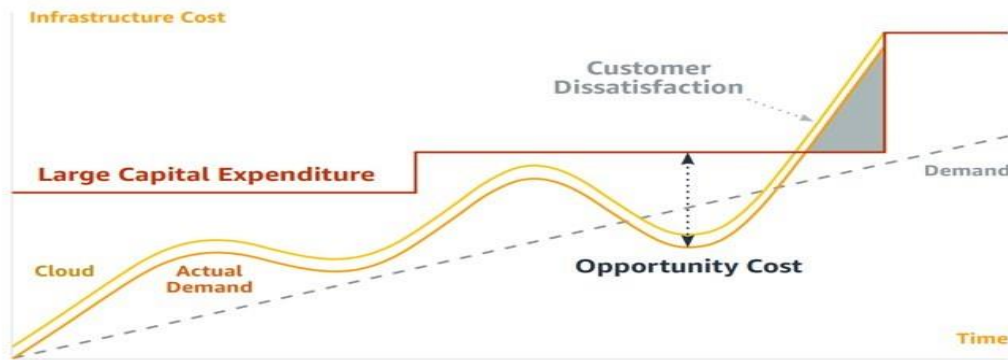 Infrastructure Cost
Customer
Dissatisfaction
Large Capital Expenditure
Demand
Cloud
Actual
Demand
Opportunity Cost
Time